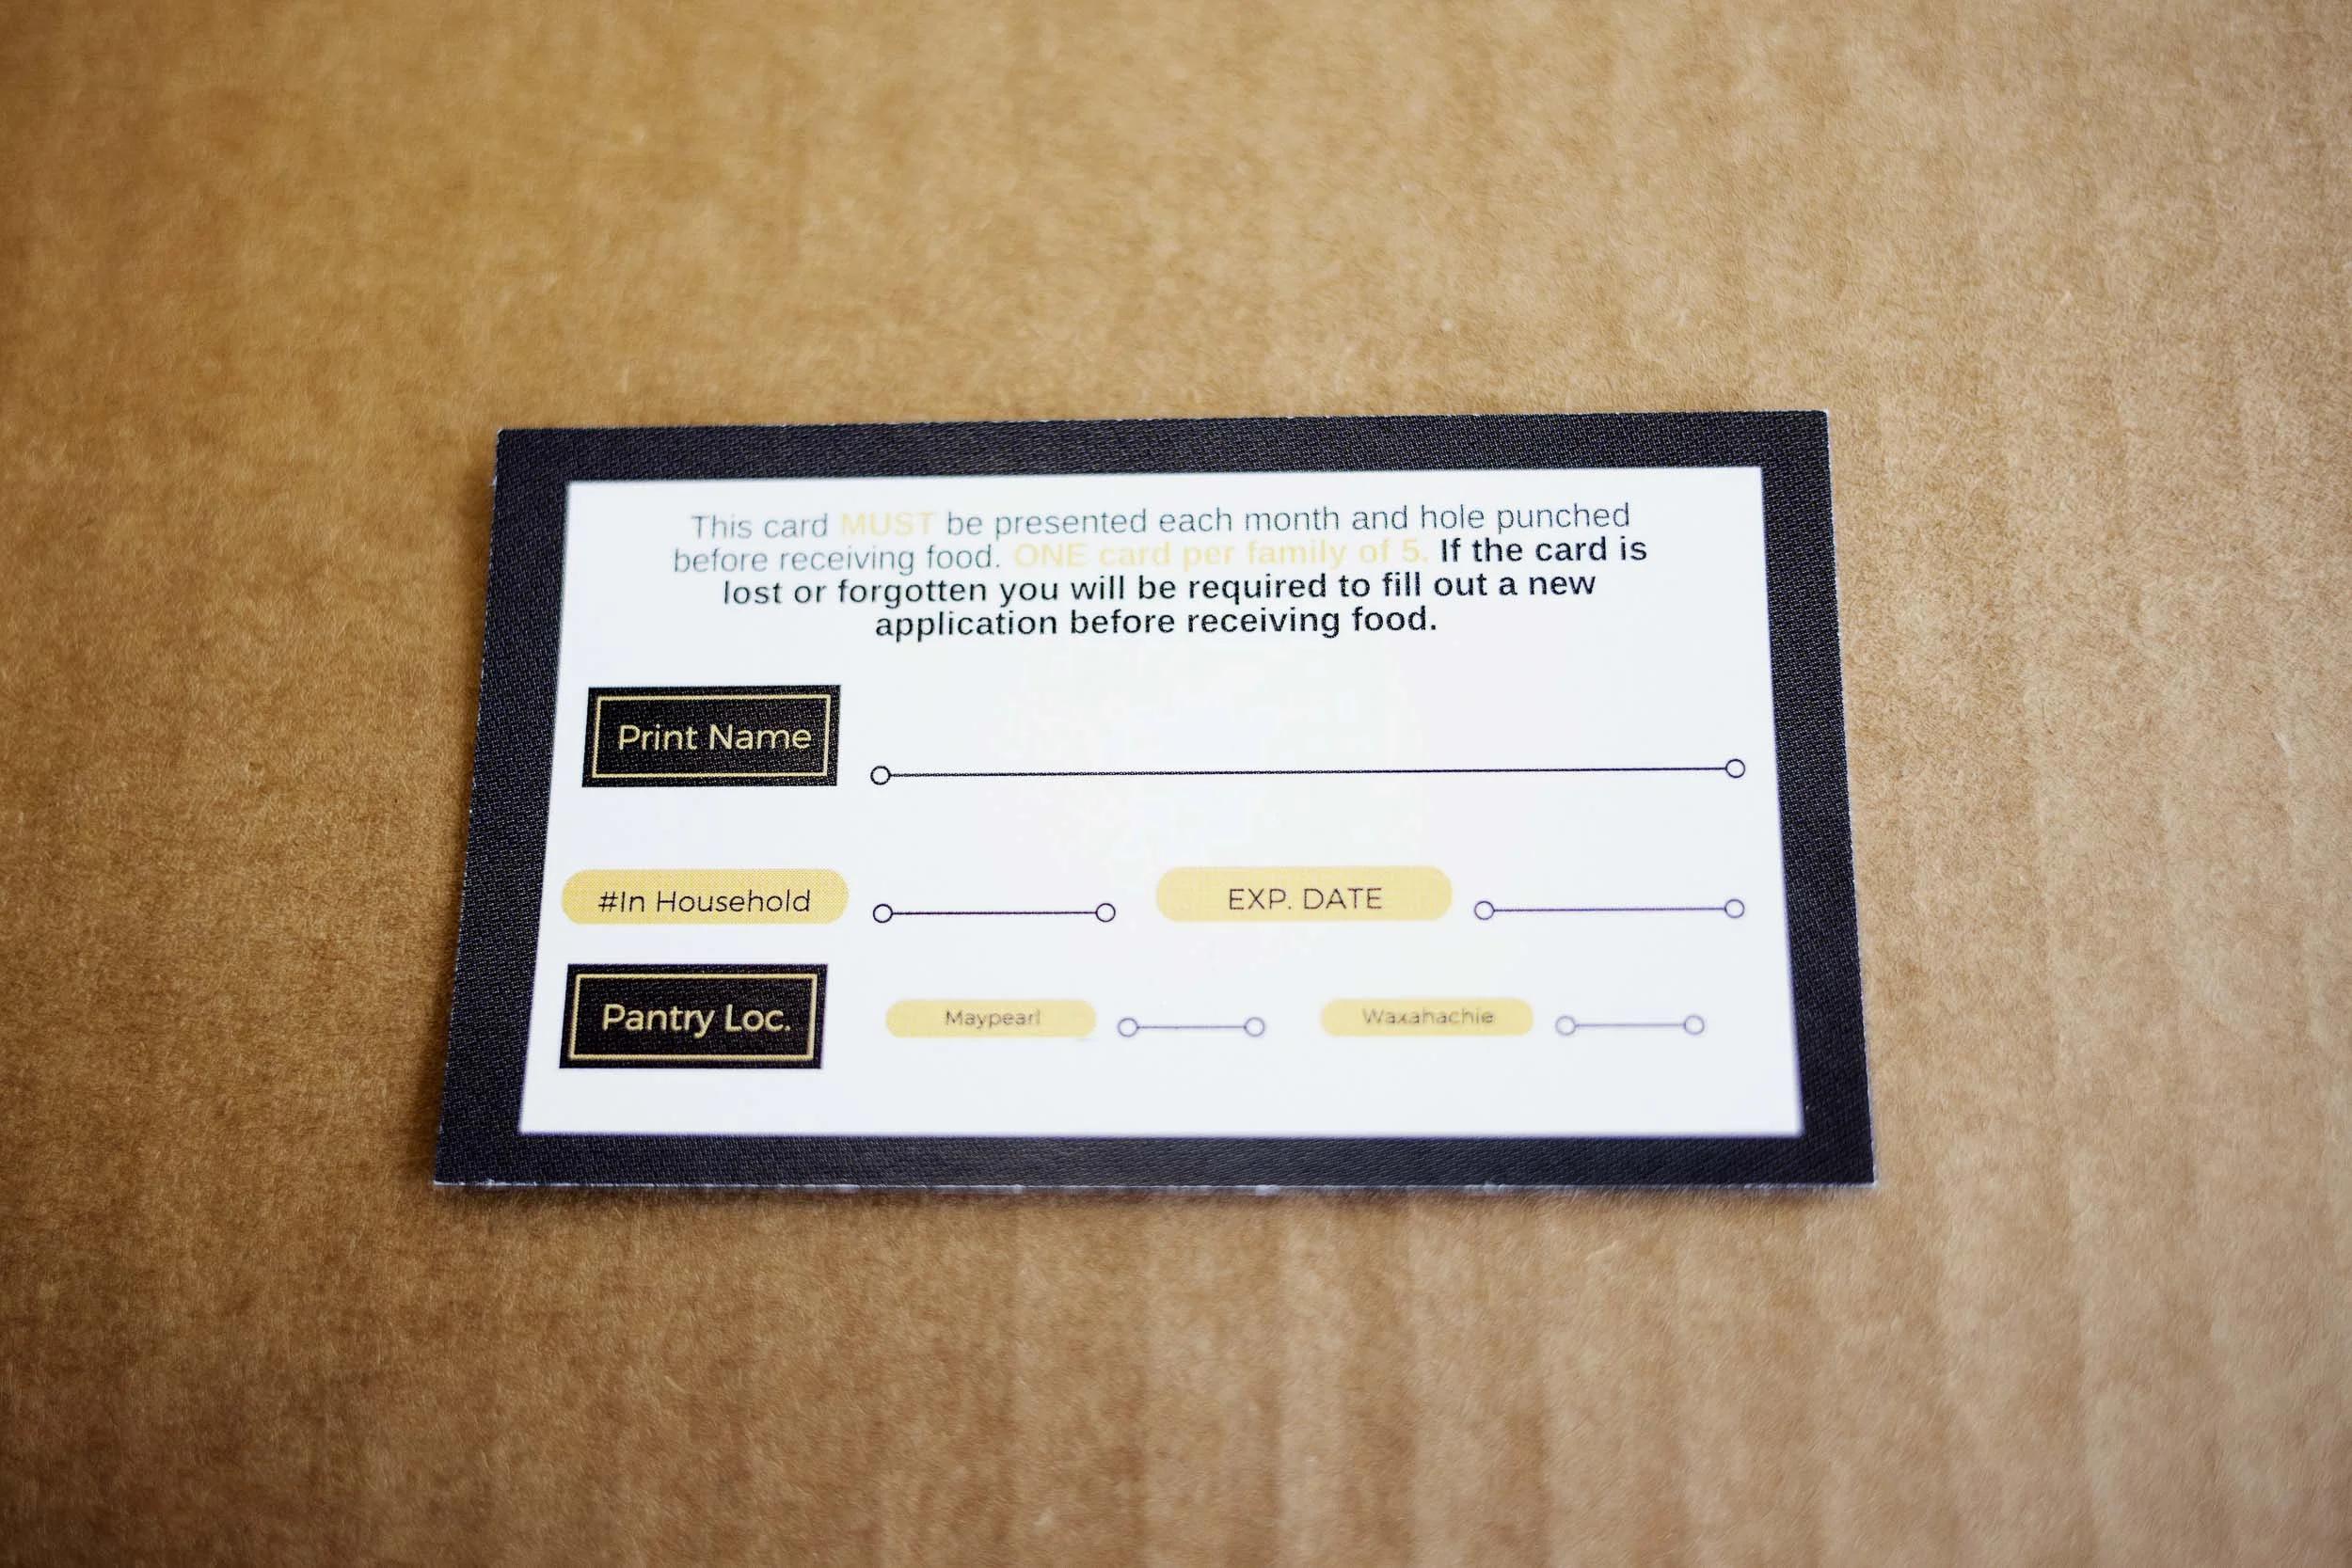 This card MUST be presented each month and hole punched
before receiving food. ONE card per family of 5. If the card is
lost or forgotten you will be required to fill out a new
application before receiving food.
Print Name
#In Household EXP. DATE
Pantry Loc. Maypearl Waxahachie